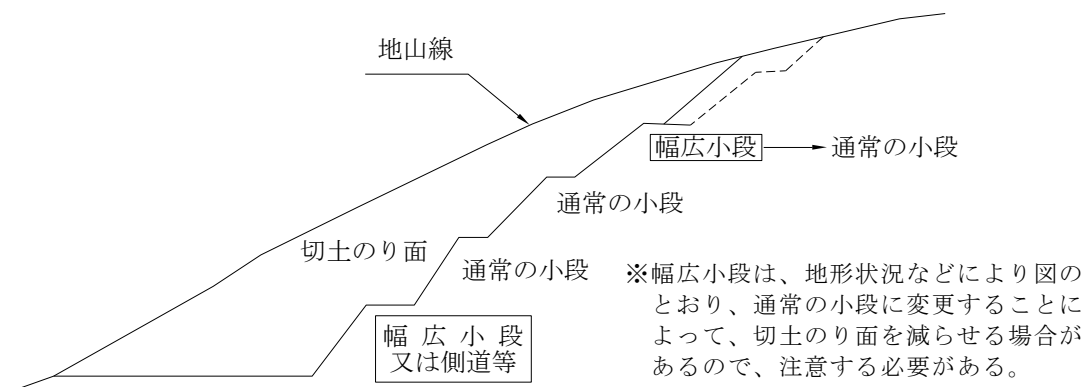 地山線
幅広小段 通常の小段
通常の小段
切土のり面
通常の小段
幅広小段
又は側道等
※幅広小段は、地形状況などにより図の
とおり、通常の小段に変更することに
よって、切土のり面を減らせる場合が
あるので、注意する必要がある。